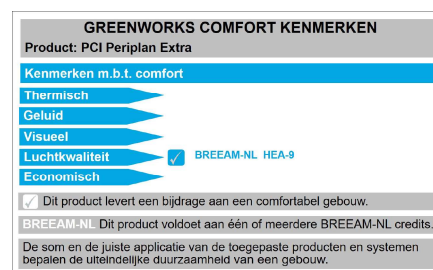 GREENWORKS COMFORT KENMERKEN
Product: PCI Periplan Extra
Kenmerken m.b.t. comfort
Thermisch
Geluid
Visueel
Luchtkwaliteit BREEAM-NL HEA-9
Economisch
Dit product levert een bijdrage aan een comfortabel gebouw.
BREEAM-NL Dit product voldoet aan één of meerdere BREEAM-NL credits.
De som en de juiste applicatie van de toegepaste producten en systemen
bepalen de uiteindelijke duurzaamheid van een gebouw.